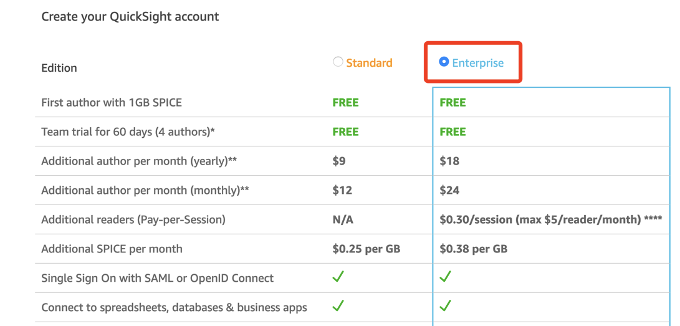 Create your QuickSight account
Edition Standard Enterprise
First author with 1GB SPICE FREE FREE
Team trial for 60 days (4 authors)* FREE FREE
Additional author per month (yearly)** $9 $18
Additional author per month (monthly)** $12 $24
Additional readers (Pay-per-Session) N/A $0.30/session (max $5/reader/month) ****
Additional SPICE per month $0.25 per GB $0.38 per GB
Single Sign On with SAML or OpenID Connect ✓ ✓
Connect to spreadsheets, databases & business apps ✓ ✓